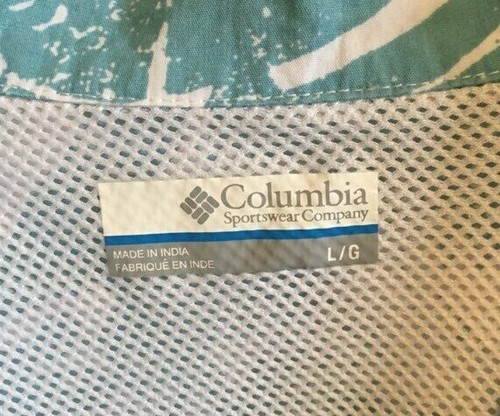 Columbia
Sportswear Company
MADE IN INDIA
FABRIQUÉ EN INDE
L/G